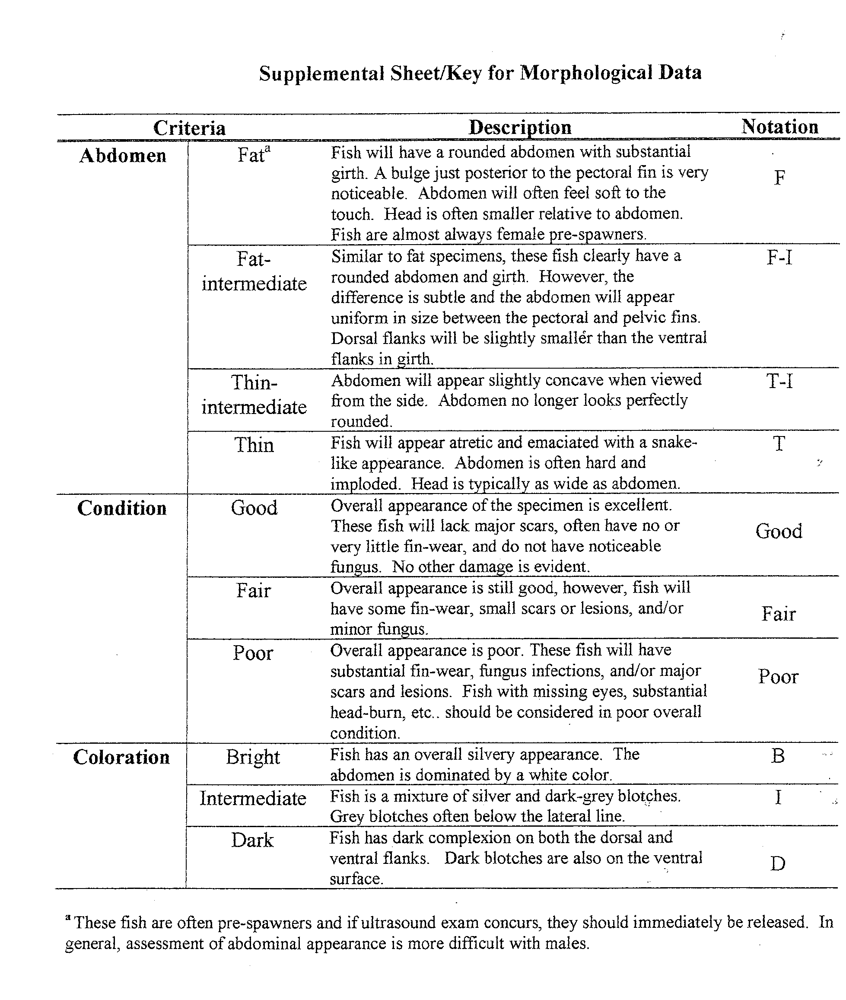 Supplemental Sheet/Key for Morphological Data
Criteria Description Notation
Abdomen Fatᵃ Fish will have a rounded abdomen with substantial
girth. A bulge just posterior to the pectoral fin is very F
noticeable. Abdomen will often feel soft to the
touch. Head is often smaller relative to abdomen.
Fish are almost always female pre-spawners.
Fat- Similar to fat specimens, these fish clearly have a F-I
intermediate rounded abdomen and girth. However, the
difference is subtle and the abdomen will appear
uniform in size between the pectoral and pelvic fins.
Dorsal flanks will be slightly smaller than the ventral
flanks in girth.
Thin- Abdomen will appear slightly concave when viewed T-I
intermediate from the side. Abdomen no longer looks perfectly
rounded.
Thin Fish will appear atretic and emaciated with a snake- T
like appearance. Abdomen is often hard and
imploded. Head is typically as wide as abdomen.
Condition Good Overall appearance of the specimen is excellent.
These fish will lack major scars, often have no or Good
very little fin-wear, and do not have noticeable
fungus. No other damage is evident.
Fair Overall appearance is still good, however, fish will
have some fin-wear, small scars or lesions, and/or Fair
minor fungus.
Poor Overall appearance is poor. These fish will have
substantial fin-wear, fungus infections, and/or major Poor
scars and lesions. Fish with missing eyes, substantial
head-burn, etc.. should be considered in poor overall
condition.
Coloration Bright Fish has an overall silvery appearance. The B
abdomen is dominated by a white color.
Intermediate Fish is a mixture of silver and dark-grey blotches. I
Grey blotches often below the lateral line.
Dark Fish has dark complexion on both the dorsal and
ventral flanks. Dark blotches are also on the ventral D
surface.
ᵃ These fish are often pre-spawners and if ultrasound exam concurs, they should immediately be released. In
general, assessment of abdominal appearance is more difficult with males.